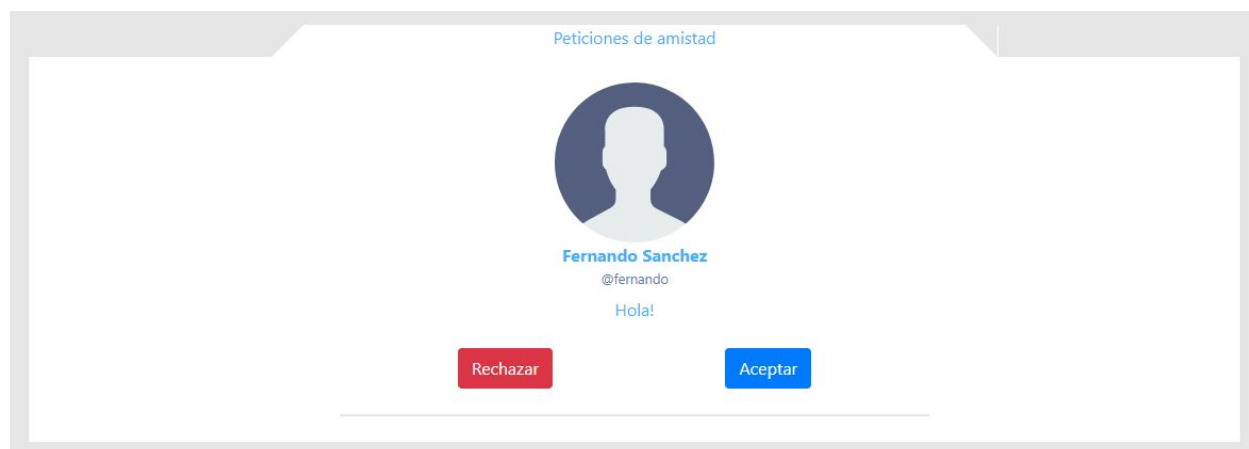 Peticiones de amistad
Fernando Sanchez
@fernando
Hola!
Rechazar
Aceptar